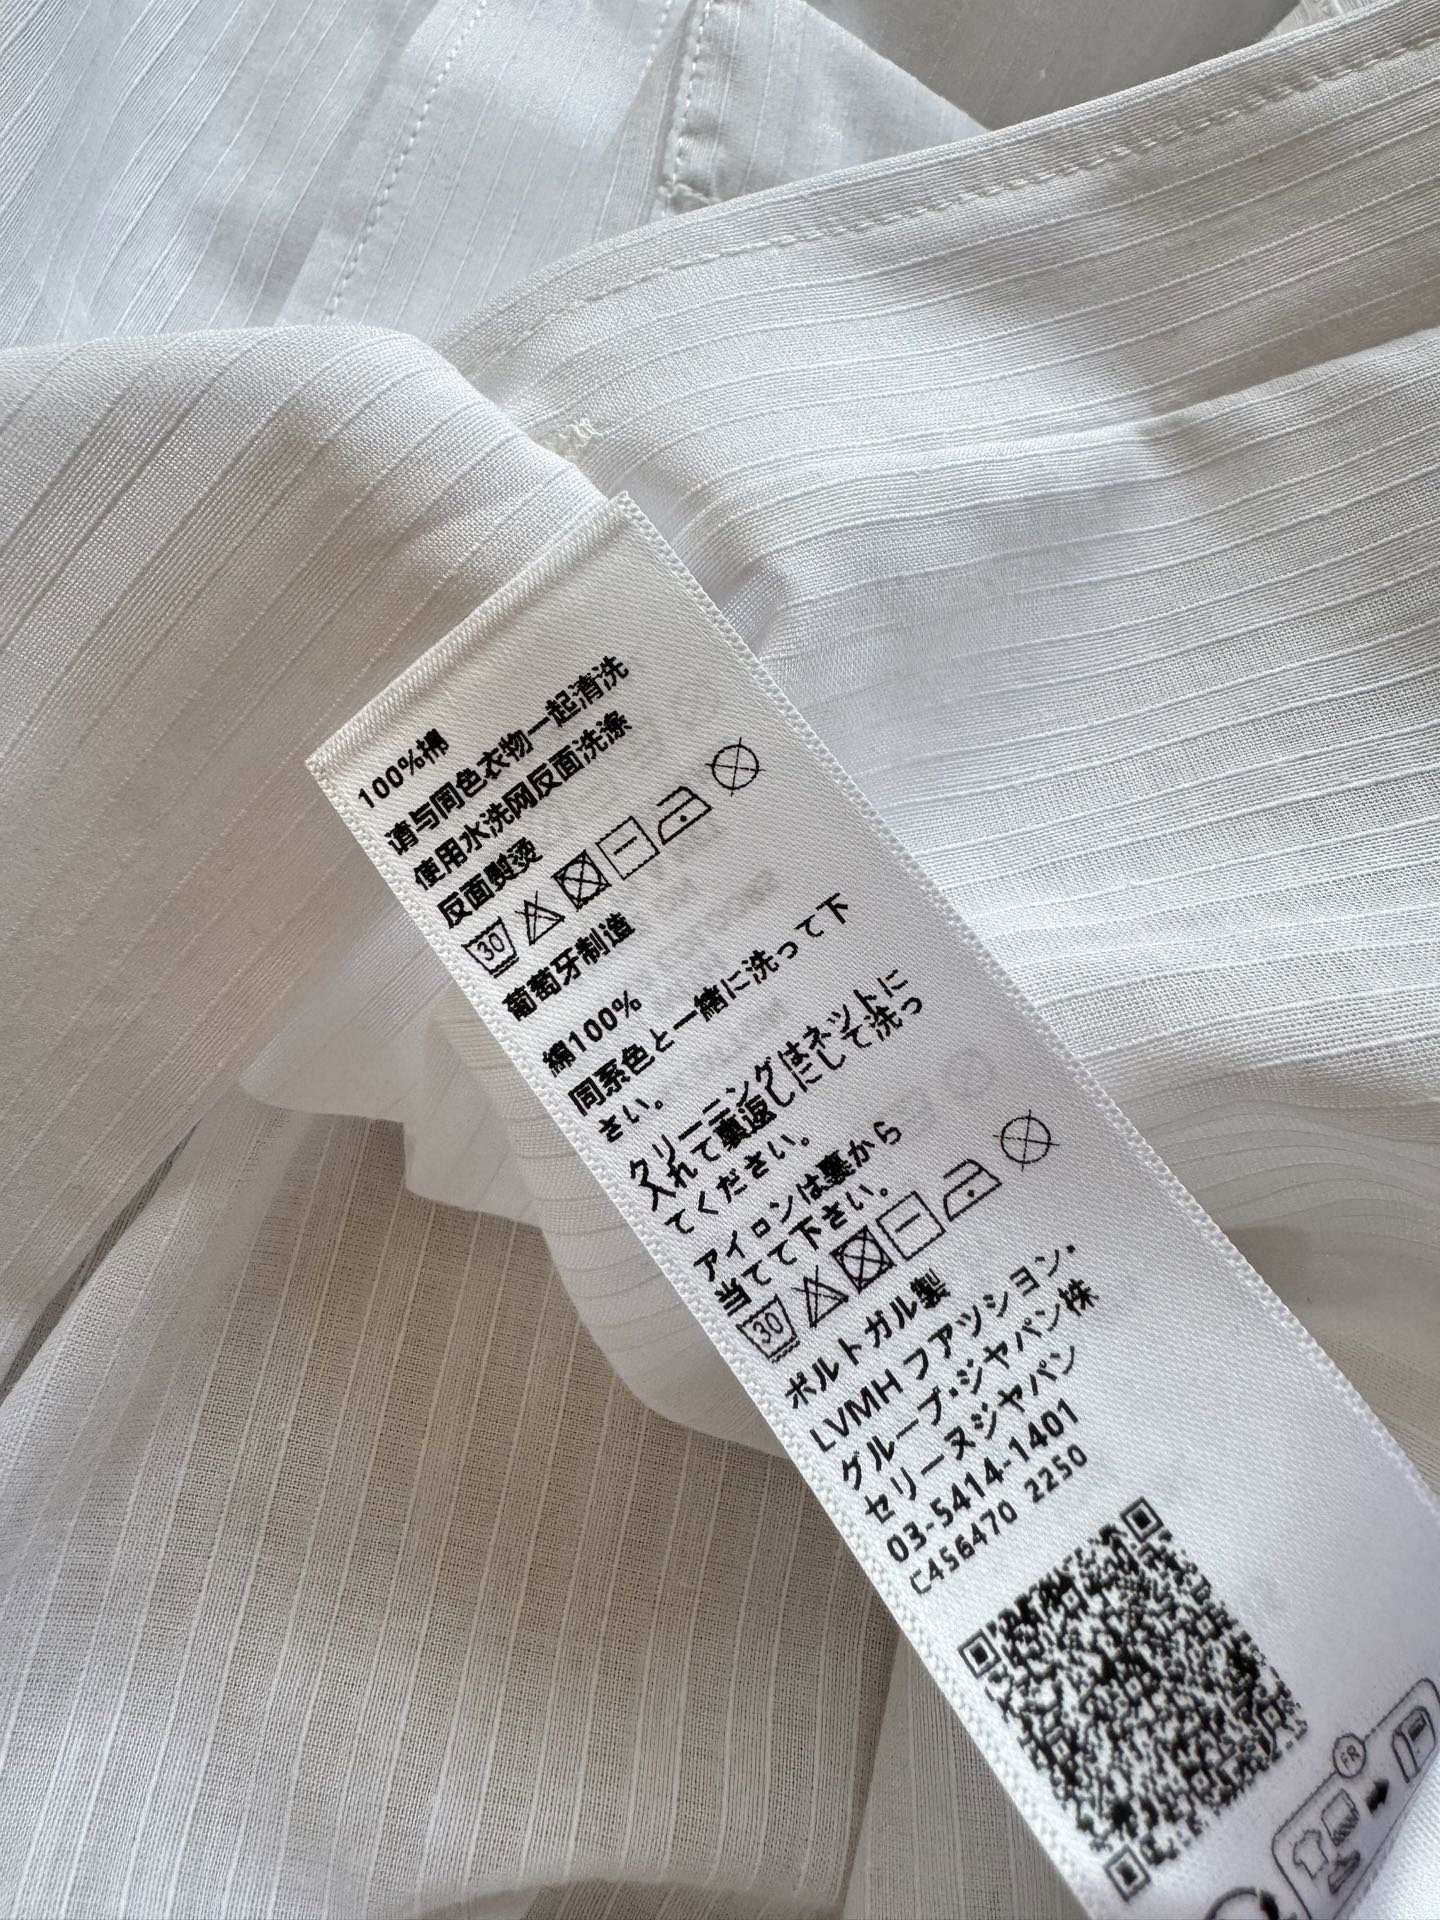 100%棉
请与同色衣物一起清洗
使用水洗网反面洗涤
反面熨烫
30
葡萄牙制造
綿100%
同系色と一緒に洗って下
さい。
クリーニングはネットに
入れて裏返しにして洗っ
てください。
アイロンは裏から
当てて下さい。
30
ポルトガル製
LVMH ファッション・
グループ・ジャパン株
セリーヌジャパン
03-5414-1401
C456470 2250
FR